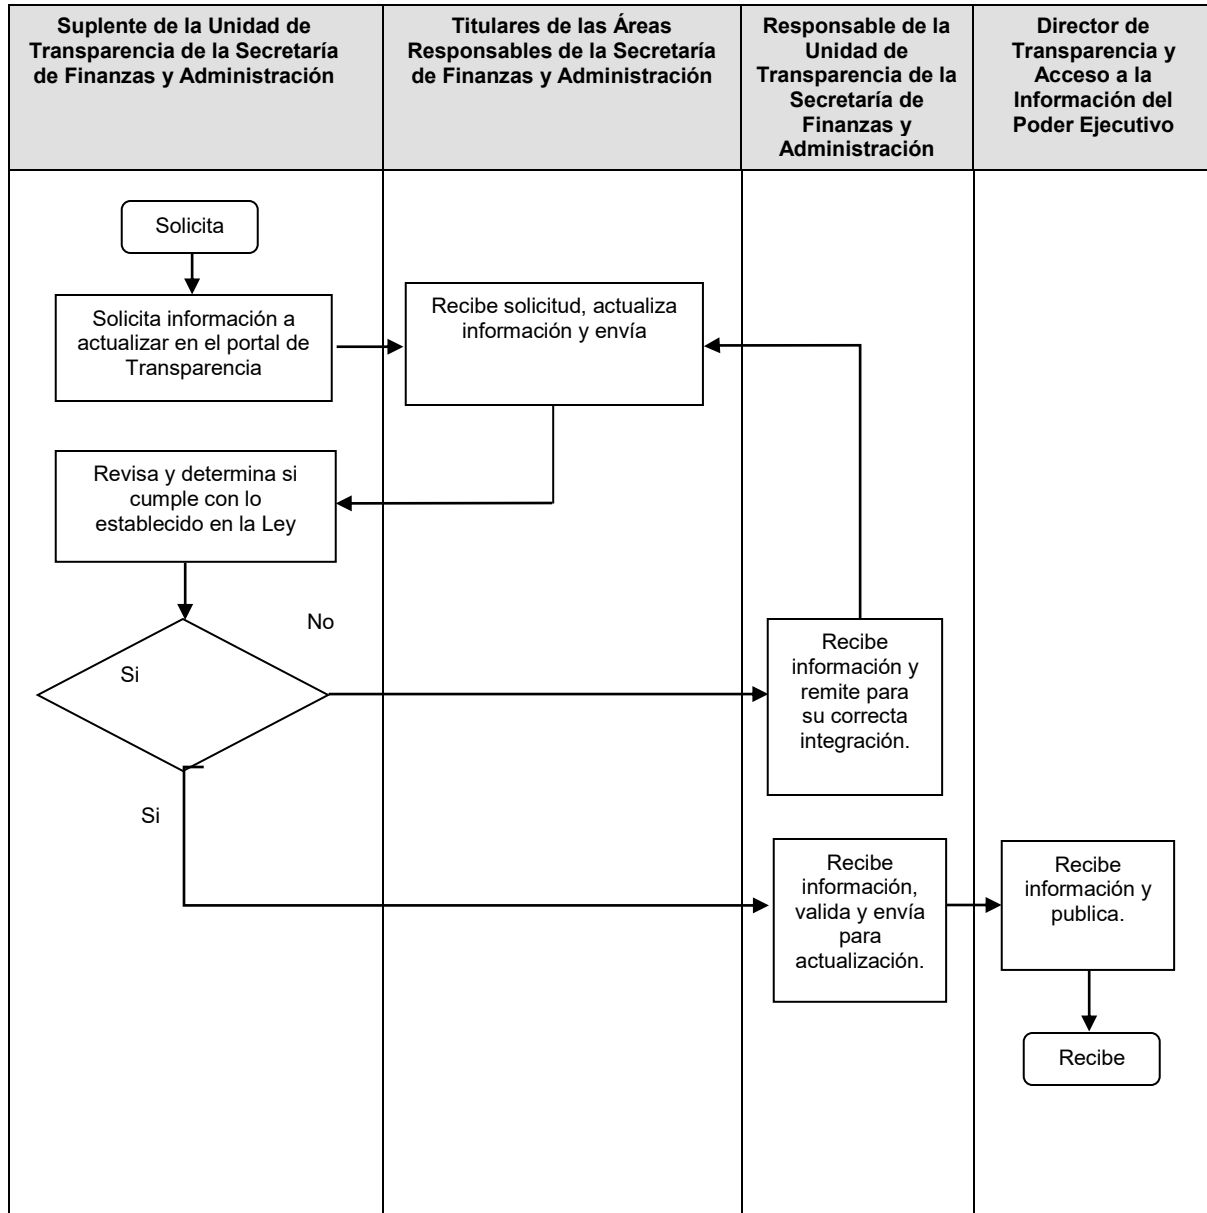 Suplente de la Unidad de
Transparencia de la Secretaría
de Finanzas y Administración
Titulares de las Áreas
Responsables de la Secretaría
de Finanzas y Administración
Responsable de la
Unidad de
Transparencia de la
Secretaría de
Finanzas y
Administración
Director de
Transparencia y
Acceso a la
Información del
Poder Ejecutivo
Solicita
Solicita información a
actualizar en el portal de
Transparencia
Recibe solicitud, actualiza
información y envía
Revisa y determina si
cumple con lo
establecido en la Ley
No
Si
Recibe
información y
remite para
su correcta
integración.
Si
Recibe
información,
valida y envía
para
actualización.
Recibe
información y
publica.
Recibe